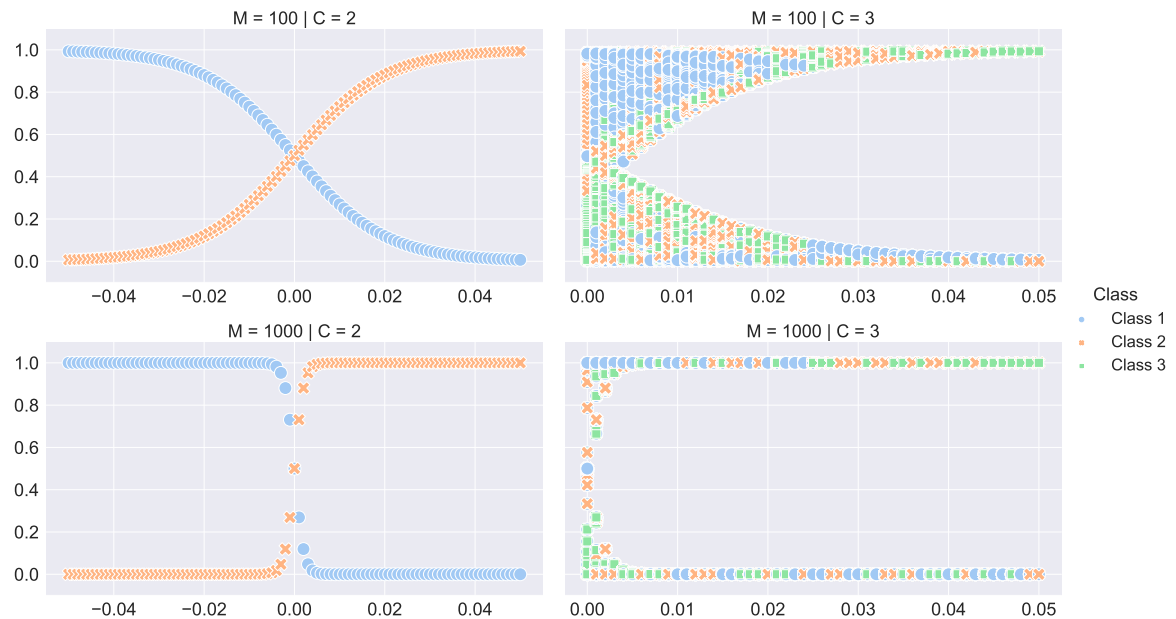 M = 100 | C = 2
M = 100 | C = 3
1.0
0.8
0.6
0.4
0.2
0.0
−0.04 −0.02 0.00 0.02 0.04
0.00 0.01 0.02 0.03 0.04 0.05
M = 1000 | C = 2
M = 1000 | C = 3
1.0
0.8
0.6
0.4
0.2
0.0
−0.04 −0.02 0.00 0.02 0.04
0.00 0.01 0.02 0.03 0.04 0.05
Class
Class 1
Class 2
Class 3